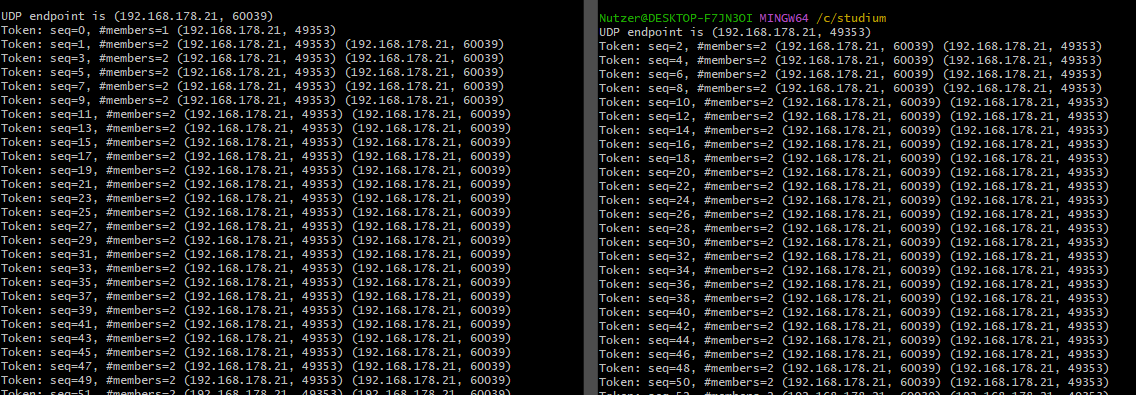 UDP endpoint is (192.168.178.21, 60039)
Token: seq=0, #members=1 (192.168.178.21, 49353)
Token: seq=1, #members=2 (192.168.178.21, 49353) (192.168.178.21, 60039)
Token: seq=3, #members=2 (192.168.178.21, 49353) (192.168.178.21, 60039)
Token: seq=5, #members=2 (192.168.178.21, 49353) (192.168.178.21, 60039)
Token: seq=7, #members=2 (192.168.178.21, 49353) (192.168.178.21, 60039)
Token: seq=9, #members=2 (192.168.178.21, 49353) (192.168.178.21, 60039)
Token: seq=11, #members=2 (192.168.178.21, 49353) (192.168.178.21, 60039)
Token: seq=13, #members=2 (192.168.178.21, 49353) (192.168.178.21, 60039)
Token: seq=15, #members=2 (192.168.178.21, 49353) (192.168.178.21, 60039)
Token: seq=17, #members=2 (192.168.178.21, 49353) (192.168.178.21, 60039)
Token: seq=19, #members=2 (192.168.178.21, 49353) (192.168.178.21, 60039)
Token: seq=21, #members=2 (192.168.178.21, 49353) (192.168.178.21, 60039)
Token: seq=23, #members=2 (192.168.178.21, 49353) (192.168.178.21, 60039)
Token: seq=25, #members=2 (192.168.178.21, 49353) (192.168.178.21, 60039)
Token: seq=27, #members=2 (192.168.178.21, 49353) (192.168.178.21, 60039)
Token: seq=29, #members=2 (192.168.178.21, 49353) (192.168.178.21, 60039)
Token: seq=31, #members=2 (192.168.178.21, 49353) (192.168.178.21, 60039)
Token: seq=33, #members=2 (192.168.178.21, 49353) (192.168.178.21, 60039)
Token: seq=35, #members=2 (192.168.178.21, 49353) (192.168.178.21, 60039)
Token: seq=37, #members=2 (192.168.178.21, 49353) (192.168.178.21, 60039)
Token: seq=39, #members=2 (192.168.178.21, 49353) (192.168.178.21, 60039)
Token: seq=41, #members=2 (192.168.178.21, 49353) (192.168.178.21, 60039)
Token: seq=43, #members=2 (192.168.178.21, 49353) (192.168.178.21, 60039)
Token: seq=45, #members=2 (192.168.178.21, 49353) (192.168.178.21, 60039)
Token: seq=47, #members=2 (192.168.178.21, 49353) (192.168.178.21, 60039)
Token: seq=49, #members=2 (192.168.178.21, 49353) (192.168.178.21, 60039)
Token: seq=51, #members=2 (192.168.178.21, 49353) (192.168.178.21, 60039)
Nutzer@DESKTOP-F7JN3OI MINGW64 /c/studium
UDP endpoint is (192.168.178.21, 49353)
Token: seq=2, #members=2 (192.168.178.21, 60039) (192.168.178.21, 49353)
Token: seq=4, #members=2 (192.168.178.21, 60039) (192.168.178.21, 49353)
Token: seq=6, #members=2 (192.168.178.21, 60039) (192.168.178.21, 49353)
Token: seq=8, #members=2 (192.168.178.21, 60039) (192.168.178.21, 49353)
Token: seq=10, #members=2 (192.168.178.21, 60039) (192.168.178.21, 49353)
Token: seq=12, #members=2 (192.168.178.21, 60039) (192.168.178.21, 49353)
Token: seq=14, #members=2 (192.168.178.21, 60039) (192.168.178.21, 49353)
Token: seq=16, #members=2 (192.168.178.21, 60039) (192.168.178.21, 49353)
Token: seq=18, #members=2 (192.168.178.21, 60039) (192.168.178.21, 49353)
Token: seq=20, #members=2 (192.168.178.21, 60039) (192.168.178.21, 49353)
Token: seq=22, #members=2 (192.168.178.21, 60039) (192.168.178.21, 49353)
Token: seq=24, #members=2 (192.168.178.21, 60039) (192.168.178.21, 49353)
Token: seq=26, #members=2 (192.168.178.21, 60039) (192.168.178.21, 49353)
Token: seq=28, #members=2 (192.168.178.21, 60039) (192.168.178.21, 49353)
Token: seq=30, #members=2 (192.168.178.21, 60039) (192.168.178.21, 49353)
Token: seq=32, #members=2 (192.168.178.21, 60039) (192.168.178.21, 49353)
Token: seq=34, #members=2 (192.168.178.21, 60039) (192.168.178.21, 49353)
Token: seq=36, #members=2 (192.168.178.21, 60039) (192.168.178.21, 49353)
Token: seq=38, #members=2 (192.168.178.21, 60039) (192.168.178.21, 49353)
Token: seq=40, #members=2 (192.168.178.21, 60039) (192.168.178.21, 49353)
Token: seq=42, #members=2 (192.168.178.21, 60039) (192.168.178.21, 49353)
Token: seq=44, #members=2 (192.168.178.21, 60039) (192.168.178.21, 49353)
Token: seq=46, #members=2 (192.168.178.21, 60039) (192.168.178.21, 49353)
Token: seq=48, #members=2 (192.168.178.21, 60039) (192.168.178.21, 49353)
Token: seq=50, #members=2 (192.168.178.21, 60039) (192.168.178.21, 49353)